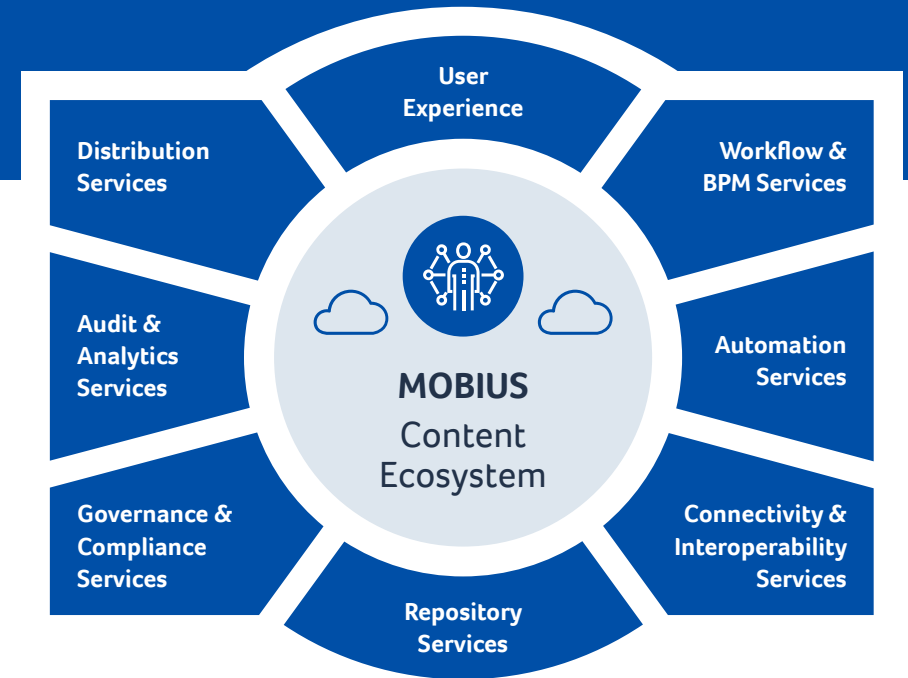 User
Experience
Distribution
Services
Workflow &
BPM Services
Audit &
Analytics
Services
MOBIUS
Content
Ecosystem
Automation
Services
Governance &
Compliance
Services
Connectivity &
Interoperability
Services
Repository
Services